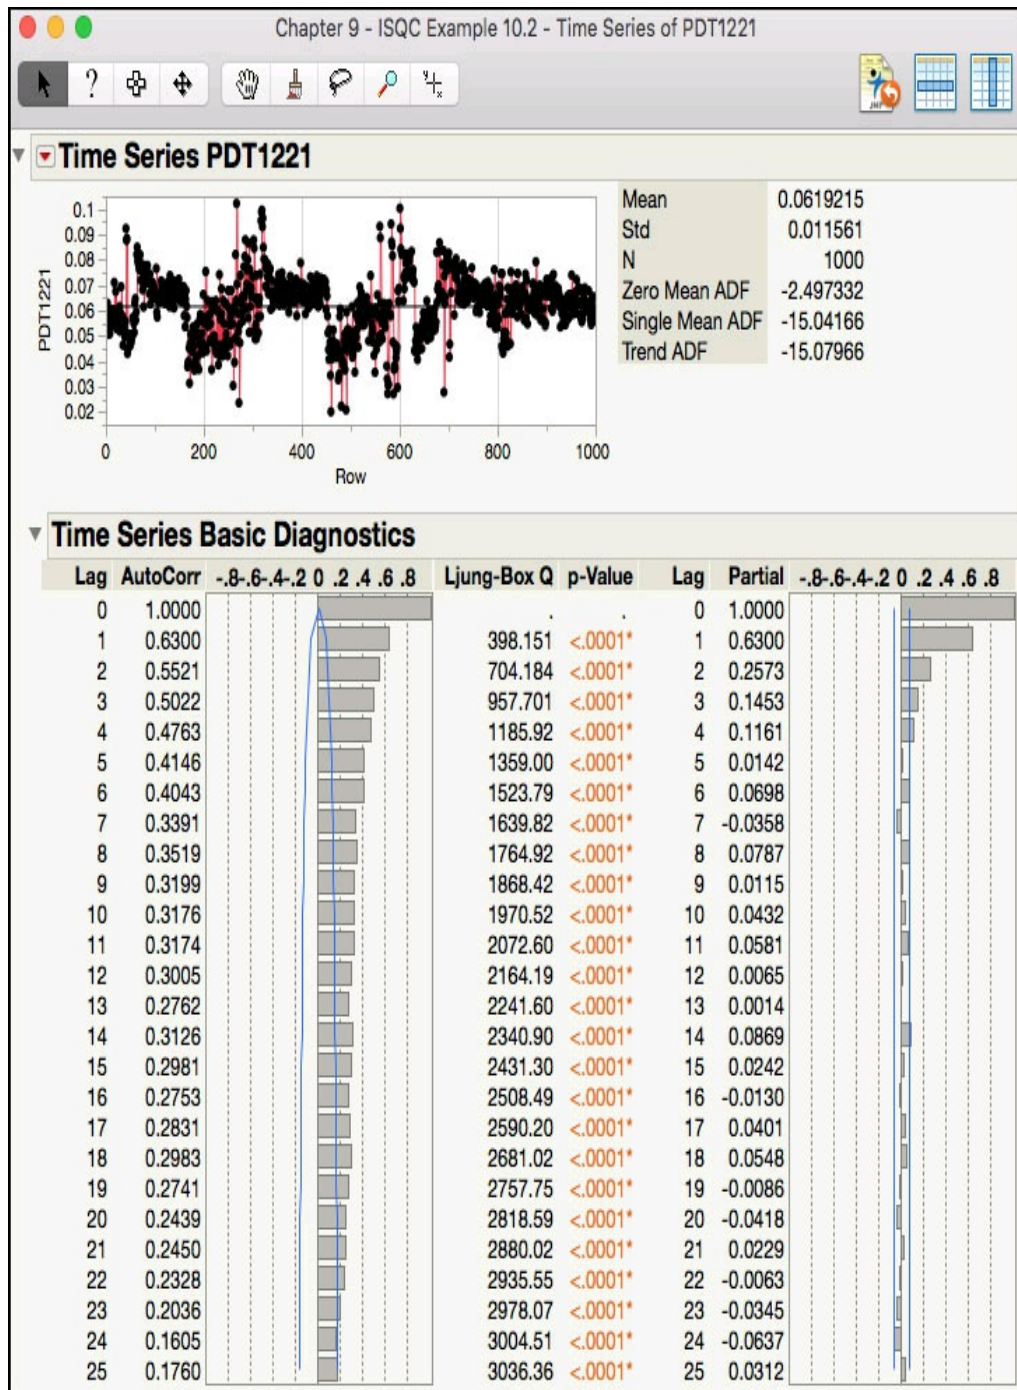 Chapter 9 - ISQC Example 10.2 - Time Series of PDT1221
?
JMP
Time Series PDT1221
PDT1221
0.1
0.09
0.08
0.07
0.06
0.05
0.04
0.03
0.02
0 200 400 600 800 1000
Row
Mean 0.0619215
Std 0.011561
N 1000
Zero Mean ADF -2.497332
Single Mean ADF -15.04166
Trend ADF -15.07966
Time Series Basic Diagnostics
Lag AutoCorr -.8-.6-.4-.2 0 .2 .4 .6 .8 Ljung-Box Q p-Value Lag Partial -.8-.6-.4-.2 0 .2 .4 .6 .8
0 1.0000 . . 0 1.0000
1 0.6300 398.151 <.0001* 1 0.6300
2 0.5521 704.184 <.0001* 2 0.2573
3 0.5022 957.701 <.0001* 3 0.1453
4 0.4763 1185.92 <.0001* 4 0.1161
5 0.4146 1359.00 <.0001* 5 0.0142
6 0.4043 1523.79 <.0001* 6 0.0698
7 0.3391 1639.82 <.0001* 7 -0.0358
8 0.3519 1764.92 <.0001* 8 0.0787
9 0.3199 1868.42 <.0001* 9 0.0115
10 0.3176 1970.52 <.0001* 10 0.0432
11 0.3174 2072.60 <.0001* 11 0.0581
12 0.3005 2164.19 <.0001* 12 0.0065
13 0.2762 2241.60 <.0001* 13 0.0014
14 0.3126 2340.90 <.0001* 14 0.0869
15 0.2981 2431.30 <.0001* 15 0.0242
16 0.2753 2508.49 <.0001* 16 -0.0130
17 0.2831 2590.20 <.0001* 17 0.0401
18 0.2983 2681.02 <.0001* 18 0.0548
19 0.2741 2757.75 <.0001* 19 -0.0086
20 0.2439 2818.59 <.0001* 20 -0.0418
21 0.2450 2880.02 <.0001* 21 0.0229
22 0.2328 2935.55 <.0001* 22 -0.0063
23 0.2036 2978.07 <.0001* 23 -0.0345
24 0.1605 3004.51 <.0001* 24 -0.0637
25 0.1760 3036.36 <.0001* 25 0.0312